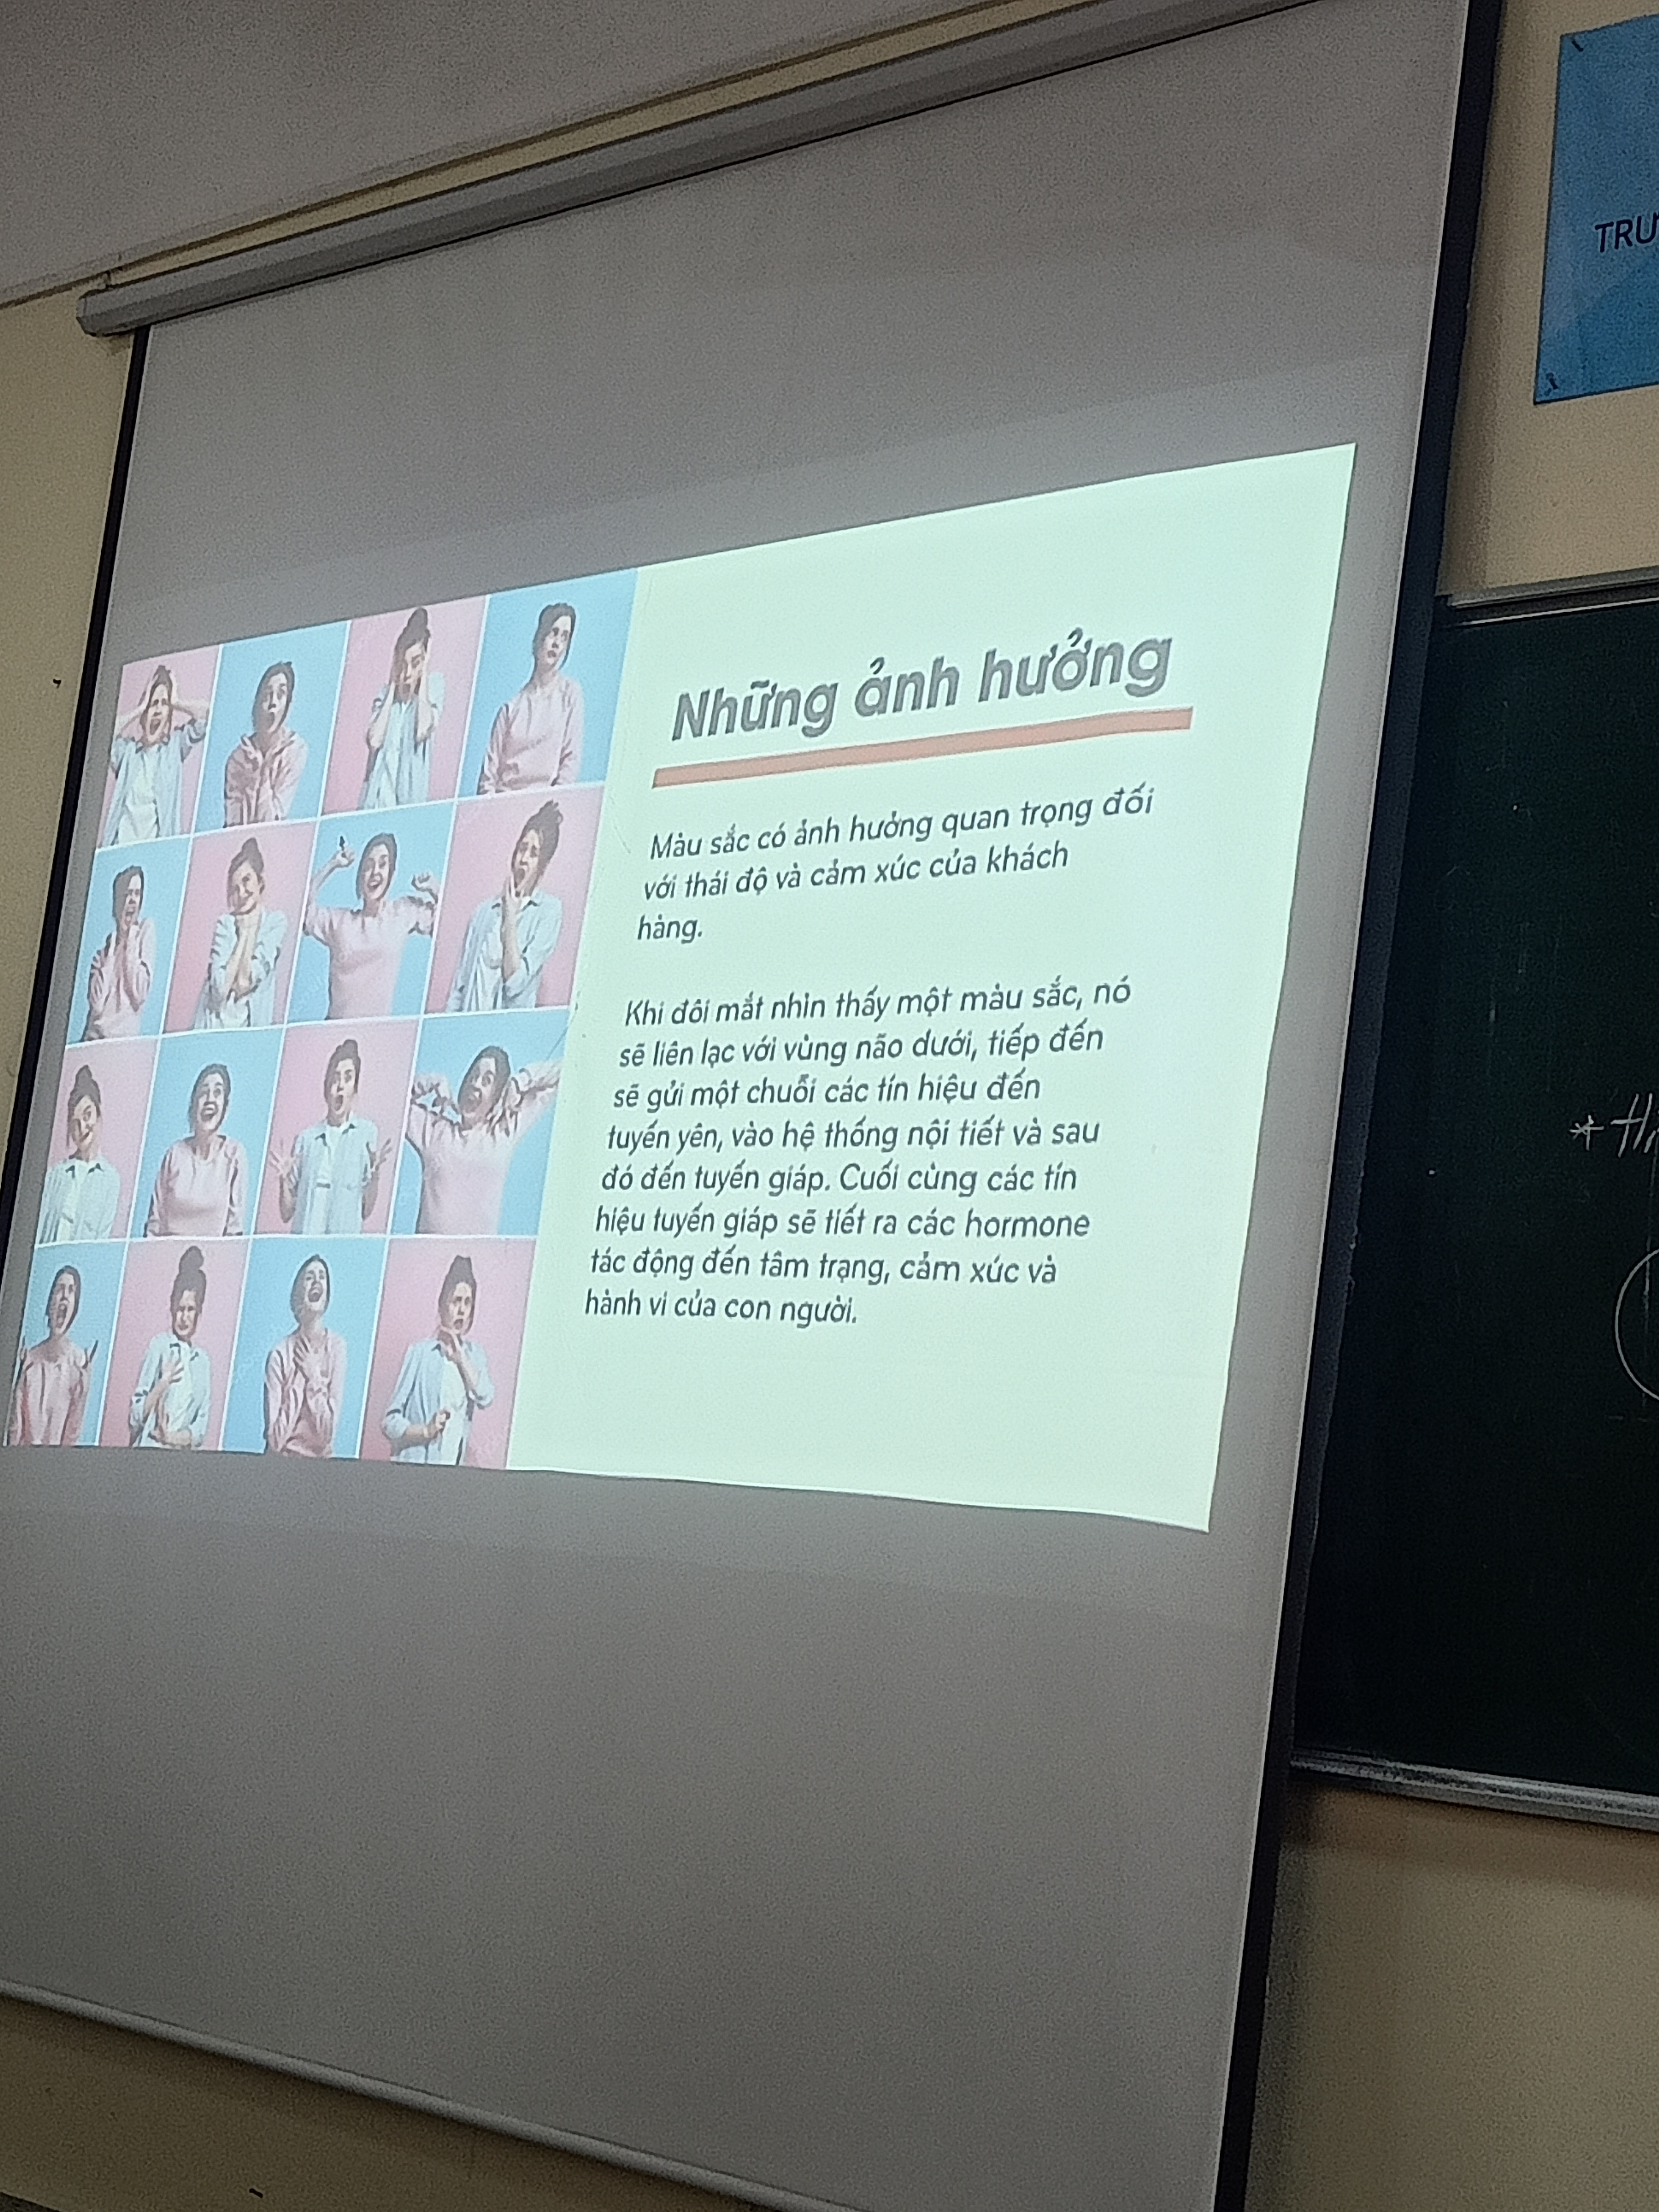 Những ảnh hưởng
Màu sắc có ảnh hưởng quan trọng đối
với thái độ và cảm xúc của khách
hàng.
Khi đôi mắt nhìn thấy một màu sắc, nó
sẽ liên lạc với vùng não dưới, tiếp đến
sẽ gửi một chuỗi các tín hiệu đến
tuyến yên, vào hệ thống nội tiết và sau
đó đến tuyến giáp. Cuối cùng các tín
hiệu tuyến giáp sẽ tiết ra các hormone
tác động đến tâm trạng, cảm xúc và
hành vi của con người.
TRƯ